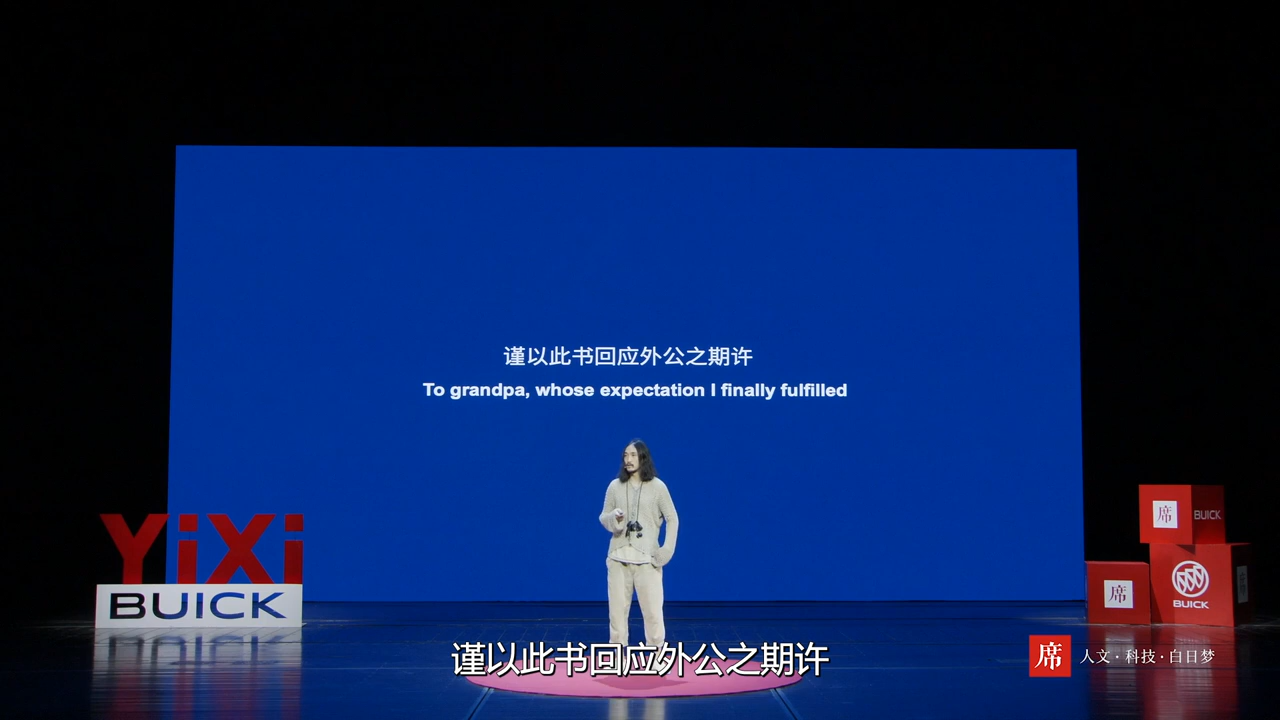 谨以此书回应外公之期许
To grandpa, whose expectation I finally fulfilled
YiXi
BUICK
席
BUICK
席
BUICK
谨以此书回应外公之期许
席
人文·科技·白日梦